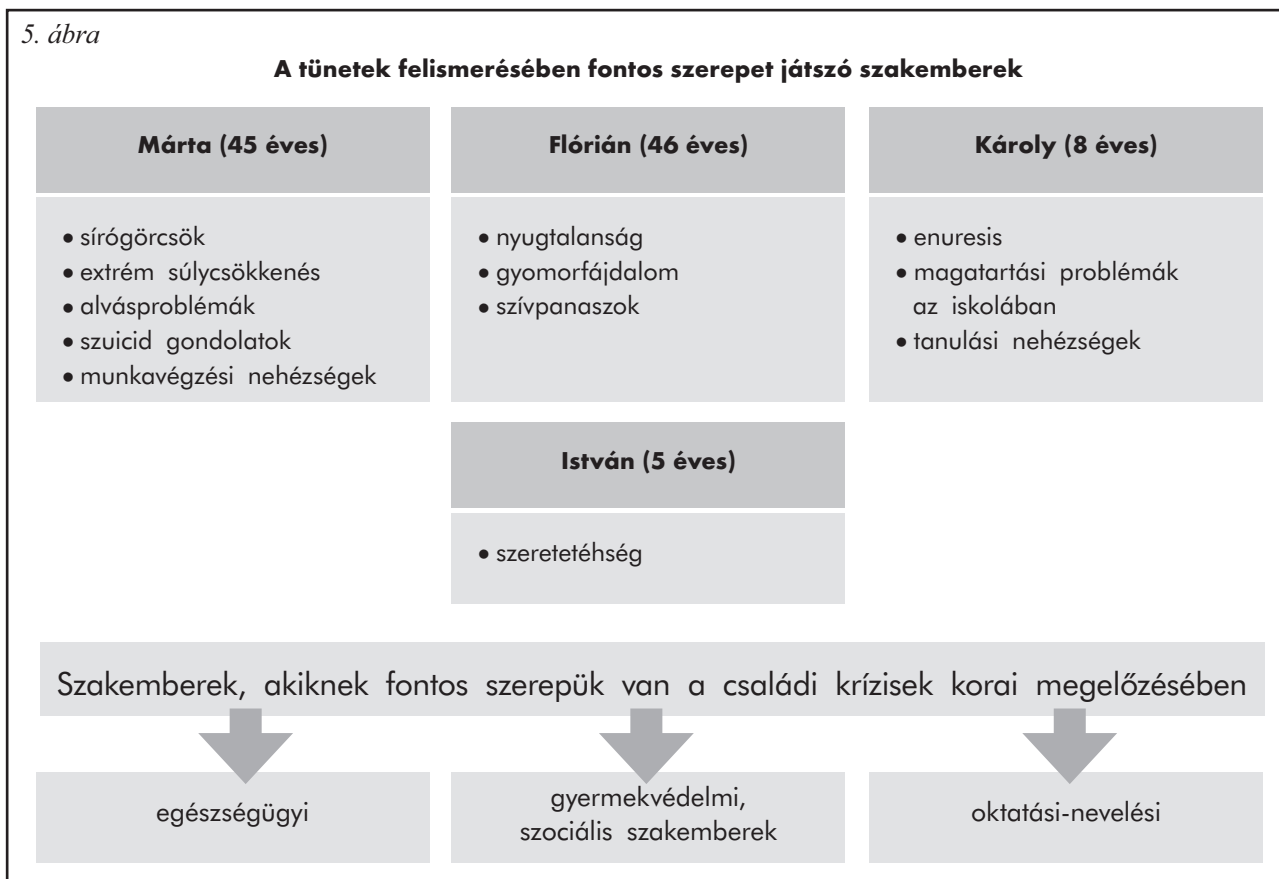 5. ábra
A tünetek felismerésében fontos szerepet játszó szakemberek
Márta (45 éves)
• sírógörcsök
• extrém súlycsökkenés
• alvásproblémák
• szuicid gondolatok
• munkavégzési nehézségek
Flórián (46 éves)
• nyugtalanság
• gyomorfájdalom
• szívpanaszok
Károly (8 éves)
• enuresis
• magatartási problémák
az iskolában
• tanulási nehézségek
István (5 éves)
• szeretetéhség
Szakemberek, akiknek fontos szerepük van a családi krízisek korai megelőzésében
egészségügyi
gyermekvédelmi,
szociális szakemberek
oktatási-nevelési